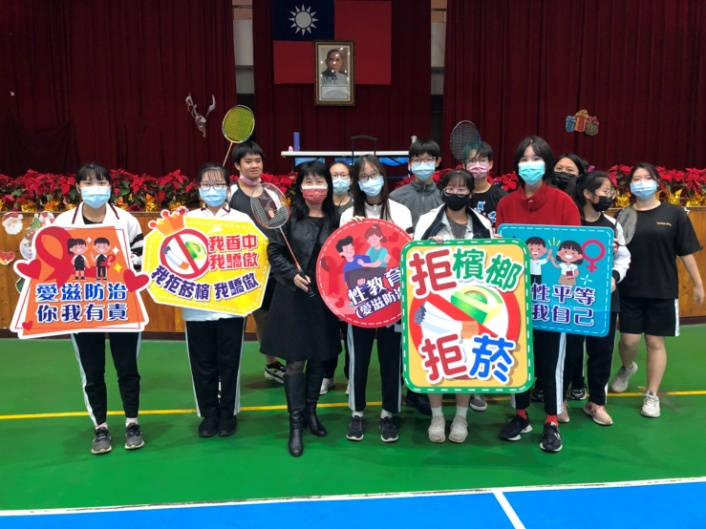 愛滋防治
你我有責
我香中
我驕傲
我拒菸檳 我驕傲
性教育
(愛滋防治
拒檳榔
拒菸
性平等
我自己